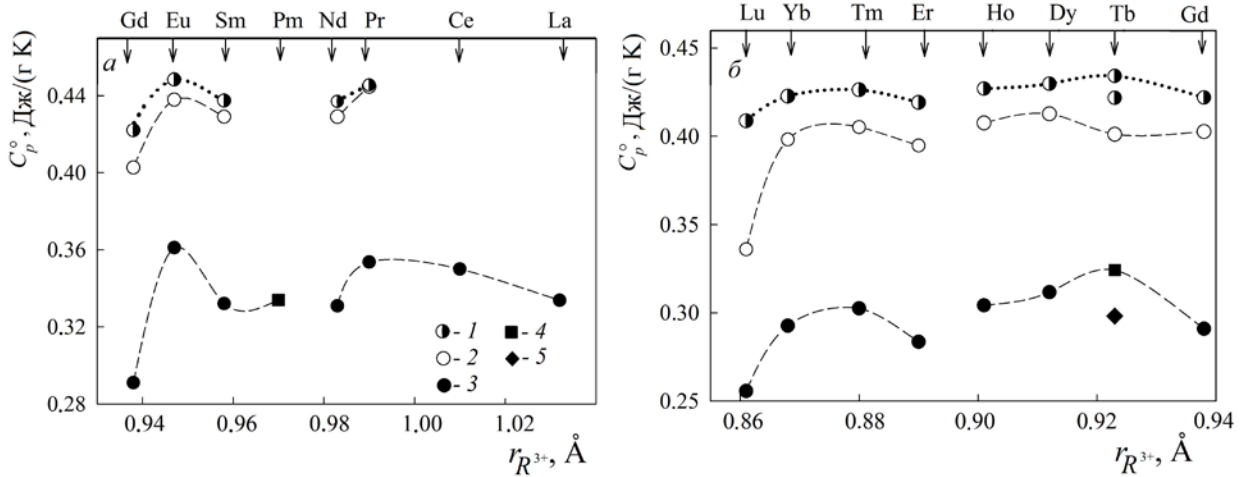 Gd Eu Sm Pm Nd Pr Ce La
а
0.44
0.40
0.36
0.32
0.28
C°p, Дж/(г К)
- 1
- 2
- 3
- 4
- 5
0.94 0.96 0.98 1.00 1.02
rR3+, Å
Lu Yb Tm Er Ho Dy Tb Gd
б
0.45
0.40
0.35
0.30
0.25
C°p, Дж/(г К)
0.86 0.88 0.90 0.92 0.94
rR3+, Å